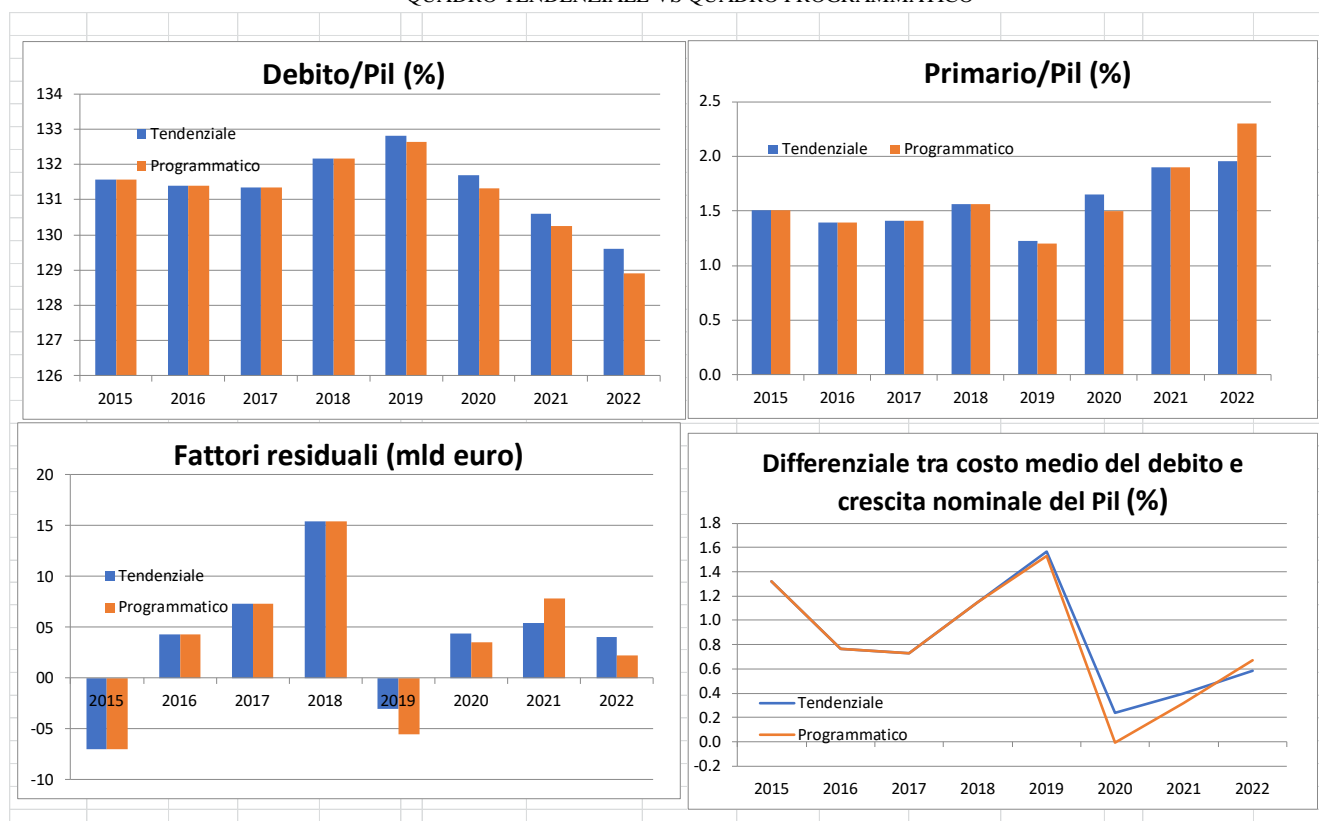 QUADRO TENDENZIALE VS QUADRO PROGRAMMATICO
Debito/Pil (%)
134
133
132
131
130
129
128
127
126
Tendenziale
Programmatico
2015 2016 2017 2018 2019 2020 2021 2022
Primario/Pil (%)
2.5
2.0
1.5
1.0
0.5
0.0
Tendenziale Programmatico
2015 2016 2017 2018 2019 2020 2021 2022
Fattori residuali (mld euro)
20
15
10
05
00
-05
-10
Tendenziale
Programmatico
2015 2016 2017 2018 2019 2020 2021 2022
Differenziale tra costo medio del debito e
crescita nominale del Pil (%)
1.8
1.6
1.4
1.2
1.0
0.8
0.6
0.4
0.2
0.0
-0.2
Tendenziale
Programmatico
2015 2016 2017 2018 2019 2020 2021 2022